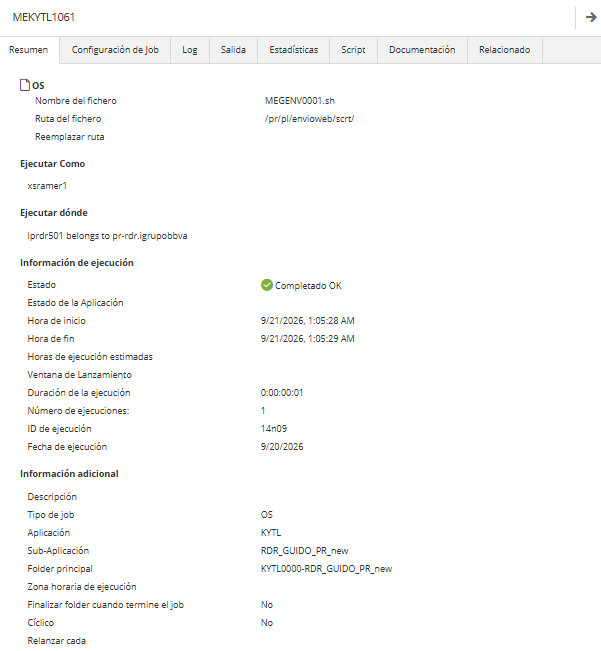 MEKYTL1061
Resumen Configuración de Job Log Salida Estadísticas Script Documentación Relacionado
OS
Nombre del fichero MEGENV0001.sh
Ruta del fichero /pr/pl/envioweb/scrt/
Reemplazar ruta
Ejecutar Como
xsramer1
Ejecutar dónde
lprdr501 belongs to pr-rdr.igrupobbva
Información de ejecución
Estado Completado OK
Estado de la Aplicación
Hora de inicio 9/21/2026, 1:05:28 AM
Hora de fin 9/21/2026, 1:05:29 AM
Horas de ejecución estimadas
Ventana de Lanzamiento
Duración de la ejecución 0:00:00:01
Número de ejecuciones: 1
ID de ejecución 14n09
Fecha de ejecución 9/20/2026
Información adicional
Descripción
Tipo de job OS
Aplicación KYTL
Sub-Aplicación RDR_GUIDO_PR_new
Folder principal KYTL0000-RDR_GUIDO_PR_new
Zona horaria de ejecución
Finalizar folder cuando termine el job No
Cíclico No
Relanzar cada